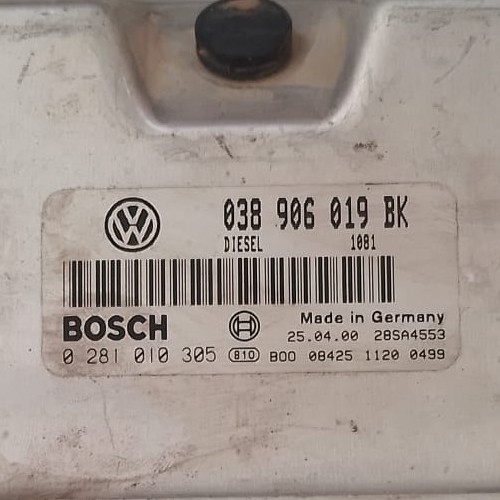 038 906 019 BK
DIESEL 1081
BOSCH
Made in Germany
25.04.00 28SA4553
0 281 010 305 B10 B00 08425 1120 0499